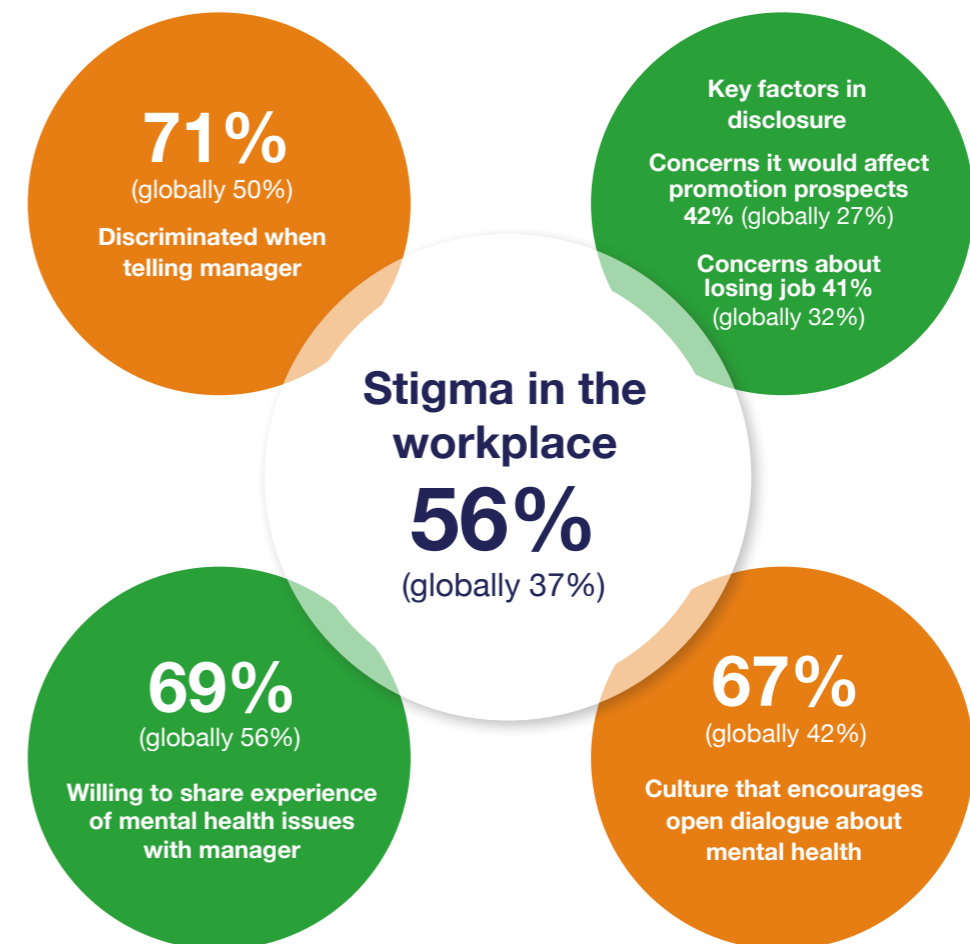 71%
(globally 50%)
Discriminated when
telling manager
Key factors in
disclosure
Concerns it would affect
promotion prospects
42% (globally 27%)
Concerns about
losing job 41%
(globally 32%)
Stigma in the
workplace
56%
(globally 37%)
69%
(globally 56%)
Willing to share experience
of mental health issues
with manager
67%
(globally 42%)
Culture that encourages
open dialogue about
mental health